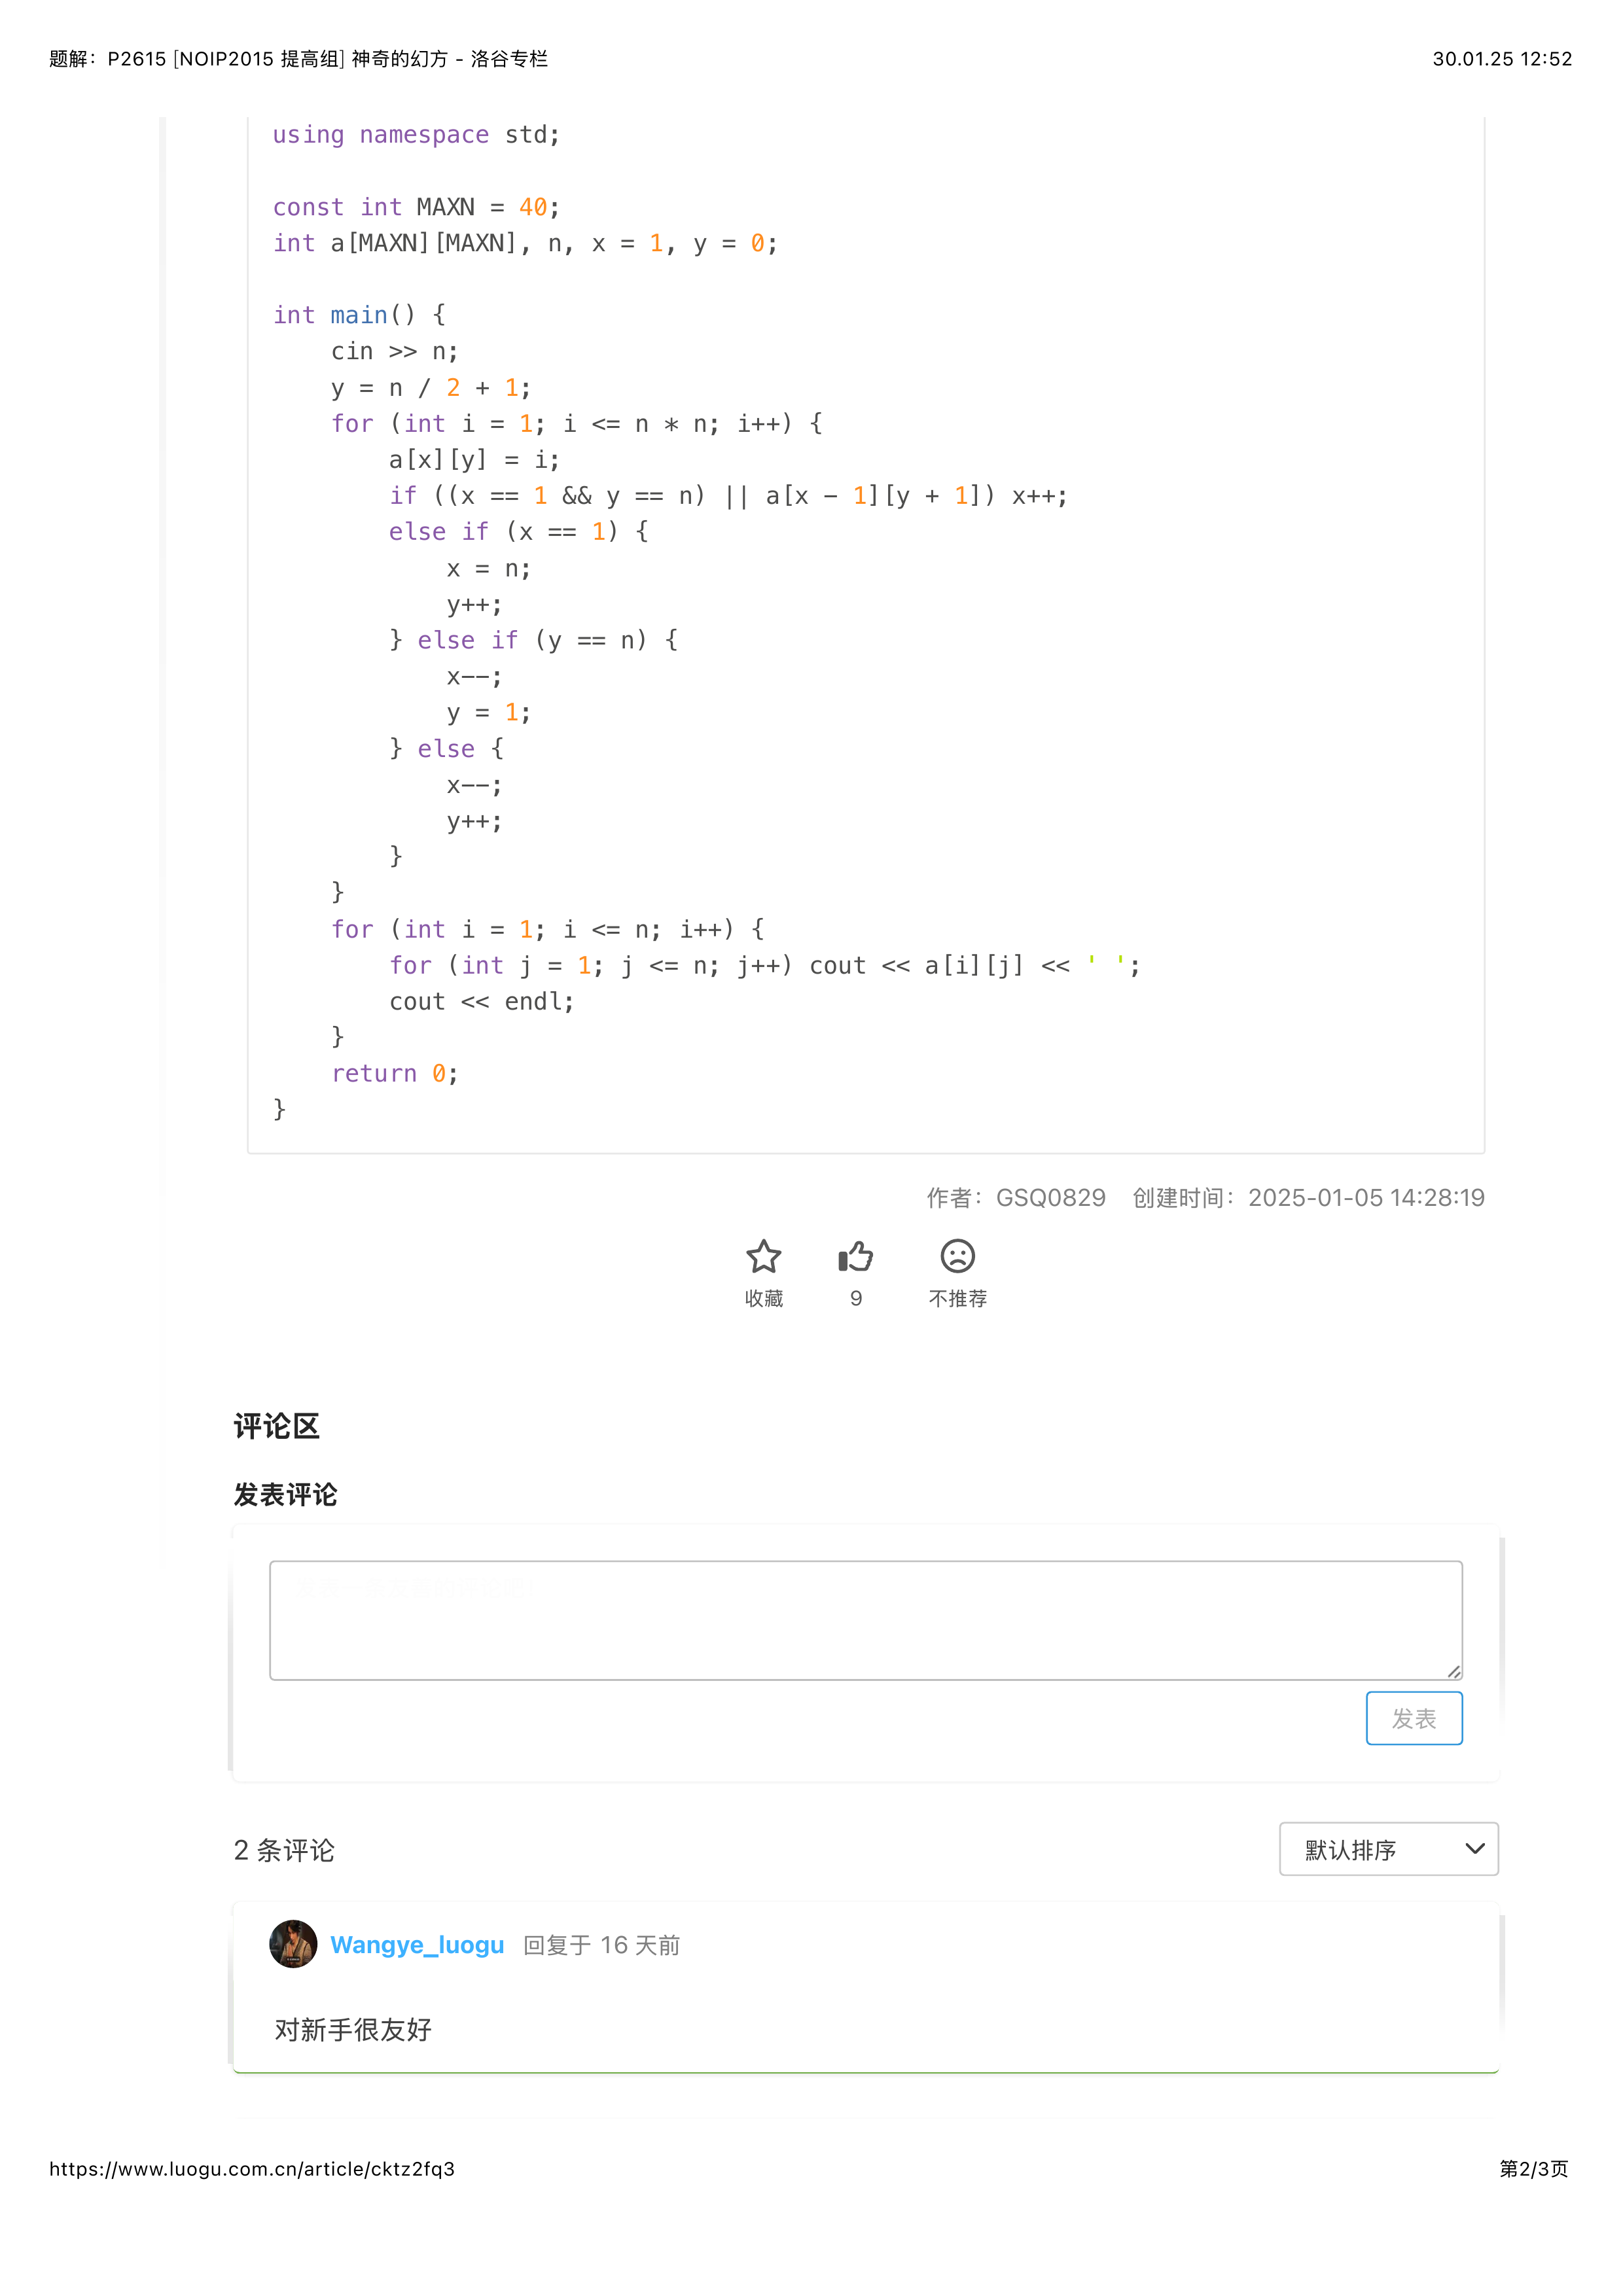 题解：P2615 [NOIP2015 提高组] 神奇的幻方 - 洛谷专栏
30.01.25 12:52
using namespace std;
const int MAXN = 40;
int a[MAXN][MAXN], n, x = 1, y = 0;
int main() {
    cin >> n;
    y = n / 2 + 1;
    for (int i = 1; i <= n * n; i++) {
        a[x][y] = i;
        if ((x == 1 && y == n) || a[x - 1][y + 1]) x++;
        else if (x == 1) {
            x = n;
            y++;
        } else if (y == n) {
            x--;
            y = 1;
        } else {
            x--;
            y++;
        }
    }
    for (int i = 1; i <= n; i++) {
        for (int j = 1; j <= n; j++) cout << a[i][j] << ' ';
        cout << endl;
    }
    return 0;
}
作者：GSQ0829 创建时间：2025-01-05 14:28:19
收藏 9 不推荐
评论区
发表评论
发表
2 条评论
默认排序
Wangye_luogu 回复于 16 天前
对新手很友好
https://www.luogu.com.cn/article/cktz2fq3
第2/3页